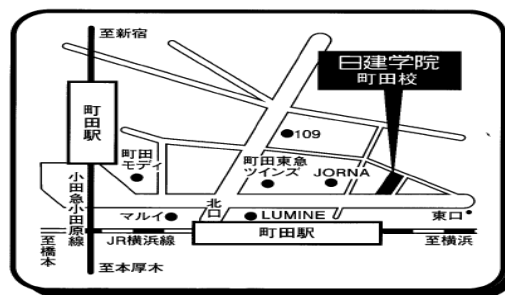 至新宿
日建学院
町田校
町田駅
109
町田
モディ
町田東急
ツインズ
JORNA
小田急小田原線
北口
マルイ
LUMINE
東口
至橋本
JR横浜線
町田駅
至横浜
至本厚木